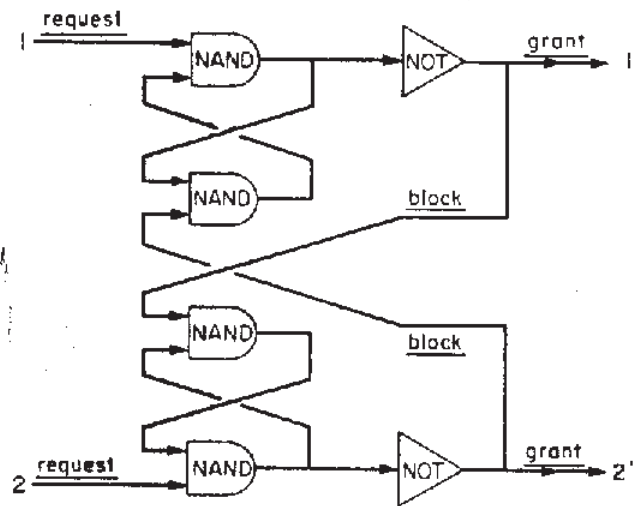 request
grant
1
NAND
NOT
1
NAND
block
NAND
block
request
grant
2
NAND
NOT
2'